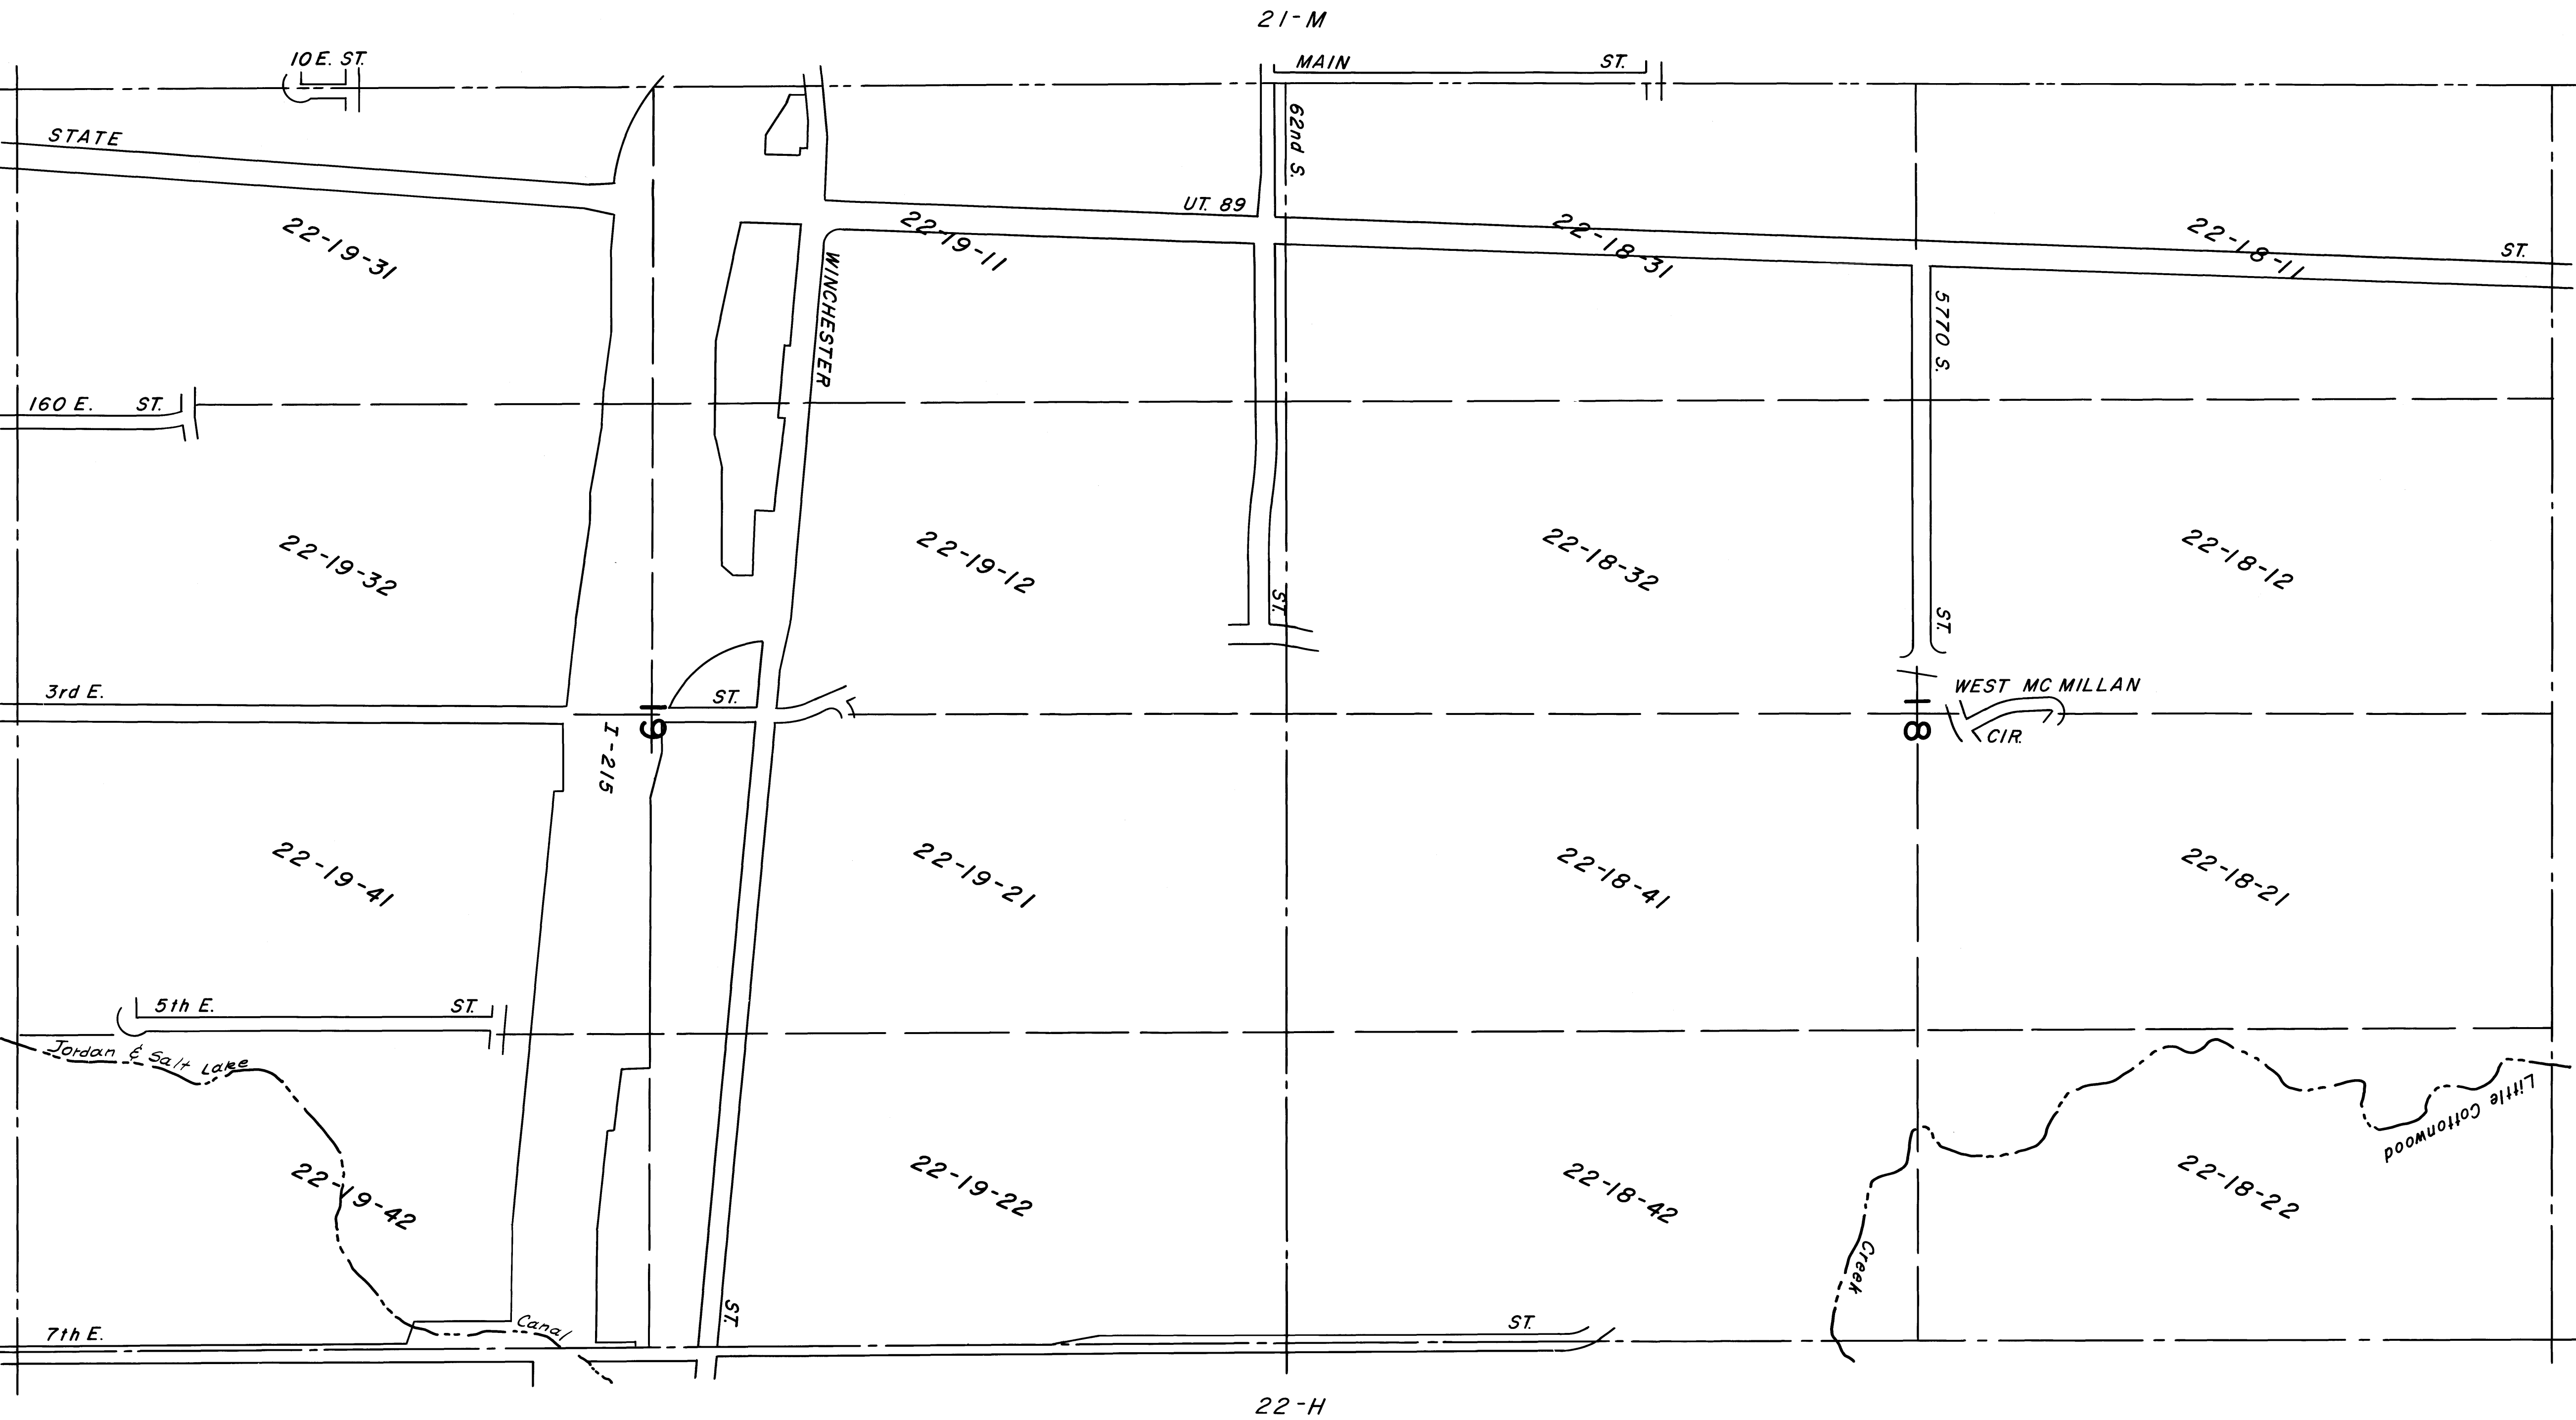 21-M
10 E. ST.
MAIN ST.
STATE
62nd S.
UT. 89
ST.
22-19-31
22-19-11
22-18-31
22-18-11
WINCHESTER
5770 S.
160 E. ST.
22-19-32
22-19-12
22-18-32
22-18-12
ST.
ST.
3rd E.
ST.
WEST MC MILLAN
CIR.
19
18
I-215
22-19-41
22-19-21
22-18-41
22-18-21
5th E. ST.
Jordan & Salt Lake
Little Cottonwood
22-19-42
22-19-22
22-18-42
22-18-22
Creek
Canal
ST.
ST.
7th E.
22-H